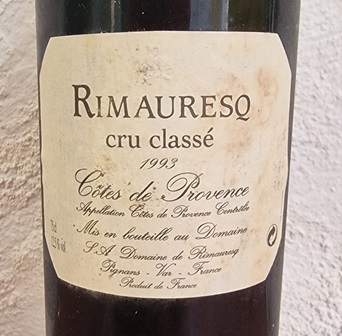 RIMAURESQ
cru classé
1993
Côtes de Provence
Appellation Côtes de Provence Contrôlée
Mis en bouteille au Domaine
S.A. Domaine de Rimauresq
Pignans - Var - France
Produit de France